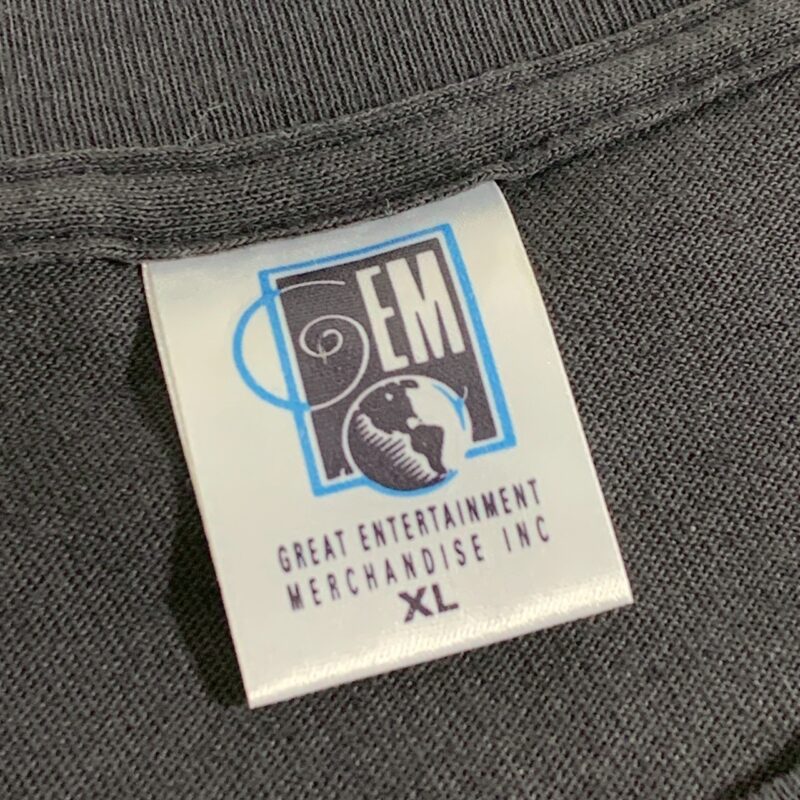 GEM
GREAT ENTERTAINMENT
MERCHANDISE INC
XL